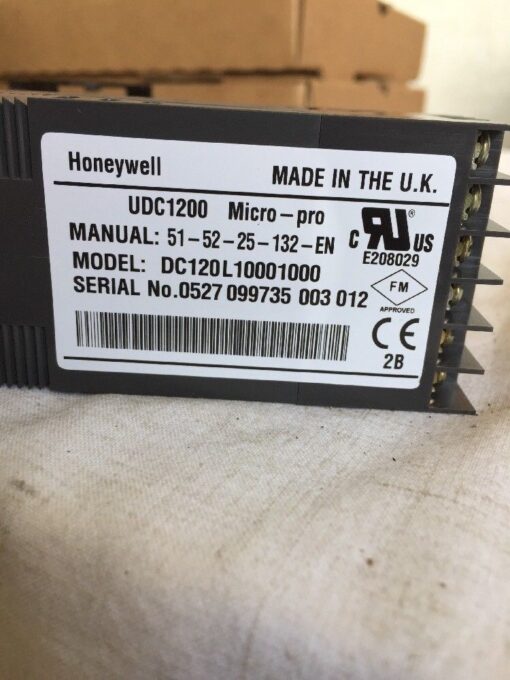 Honeywell MADE IN THE U.K.
UDC1200 Micro-pro
MANUAL: 51-52-25-132-EN
MODEL: DC120L10001000
SERIAL No.0527 099735 003 012
C RU ® US
E208029
FM
APPROVED
CE
2B